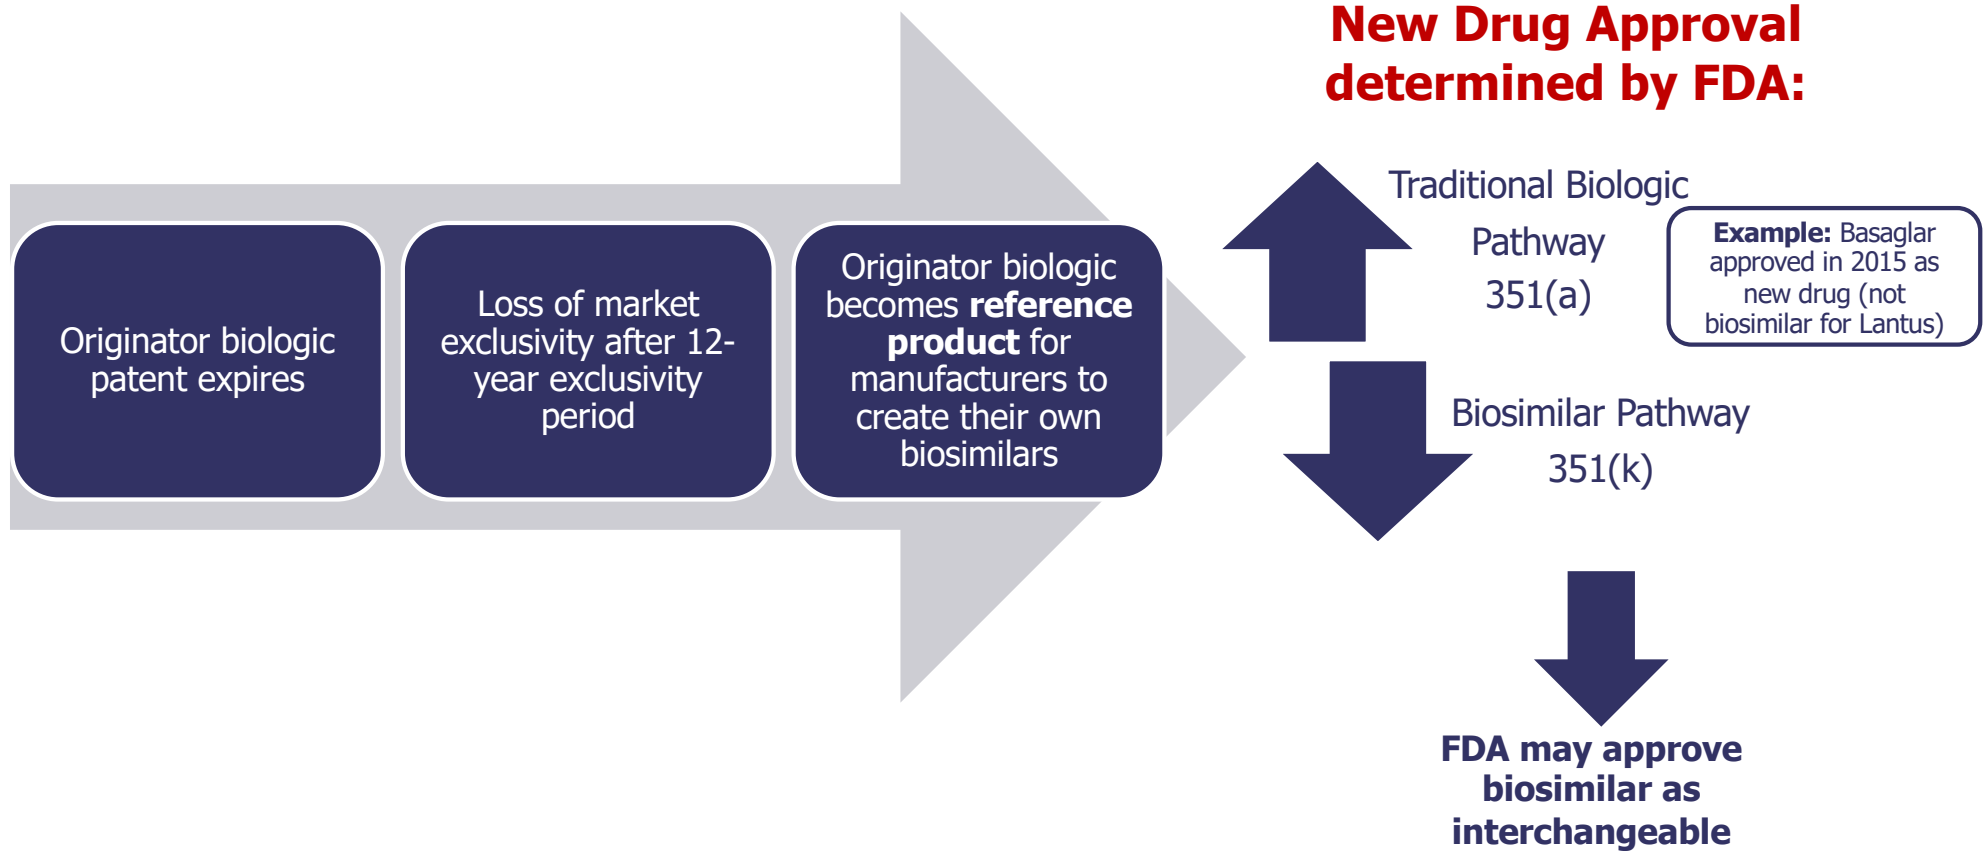 New Drug Approval
determined by FDA:
Originator biologic
patent expires
Loss of market
exclusivity after 12-
year exclusivity
period
Originator biologic
becomes reference
product for
manufacturers to
create their own
biosimilars
Traditional Biologic
Pathway
351(a)
Example: Basaglar
approved in 2015 as
new drug (not
biosimilar for Lantus)
Biosimilar Pathway
351(k)
FDA may approve
biosimilar as
interchangeable